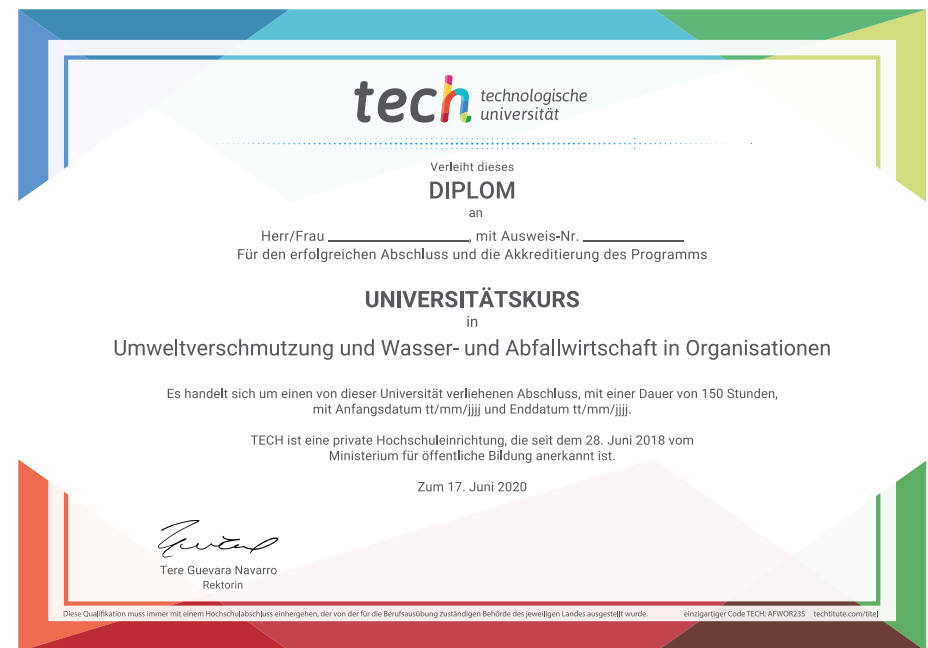 tech technologische
universität
Verleiht dieses
DIPLOM
an
Herr/Frau ____________________, mit Ausweis-Nr. ______________
Für den erfolgreichen Abschluss und die Akkreditierung des Programms
UNIVERSITÄTSKURS
in
Umweltverschmutzung und Wasser- und Abfallwirtschaft in Organisationen
Es handelt sich um einen von dieser Universität verliehenen Abschluss, mit einer Dauer von 150 Stunden,
mit Anfangsdatum tt/mm/jjjj und Enddatum tt/mm/jjjj.
TECH ist eine private Hochschuleinrichtung, die seit dem 28. Juni 2018 vom
Ministerium für öffentliche Bildung anerkannt ist.
Zum 17. Juni 2020
Tere Guevara Navarro
Rektorin
Diese Qualifikation muss immer mit einem Hochschulabschluss einhergehen, der von der für die Berufsausübung zuständigen Behörde des jeweiligen Landes ausgestellt wurde. einzigartiger Code TECH: AFWOR23S techtitute.com/titel